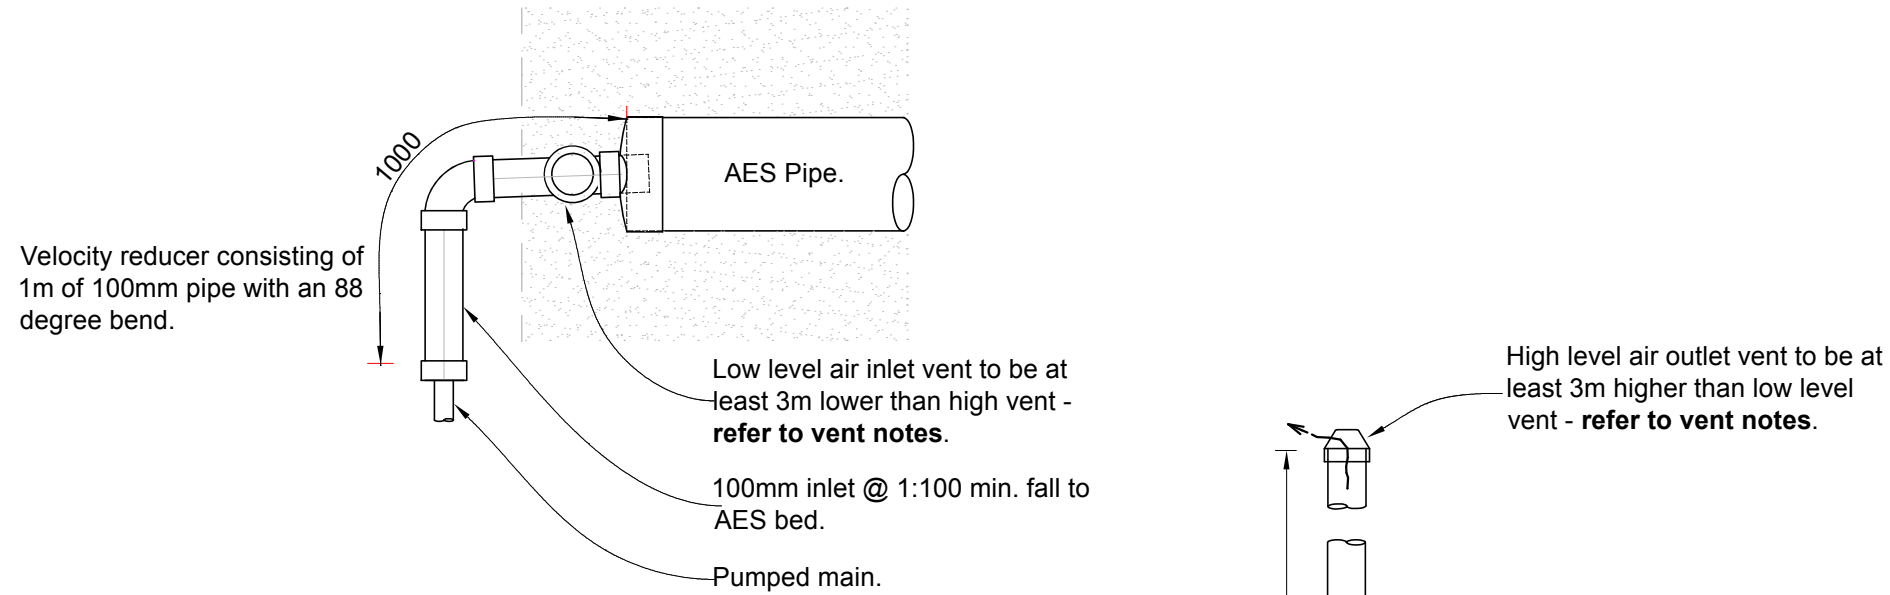 1000
AES Pipe.
Velocity reducer consisting of
1m of 100mm pipe with an 88
degree bend.
Low level air inlet vent to be at
least 3m lower than high vent -
refer to vent notes.
100mm inlet @ 1:100 min. fall to
AES bed.
Pumped main.
High level air outlet vent to be at
least 3m higher than low level
vent - refer to vent notes.